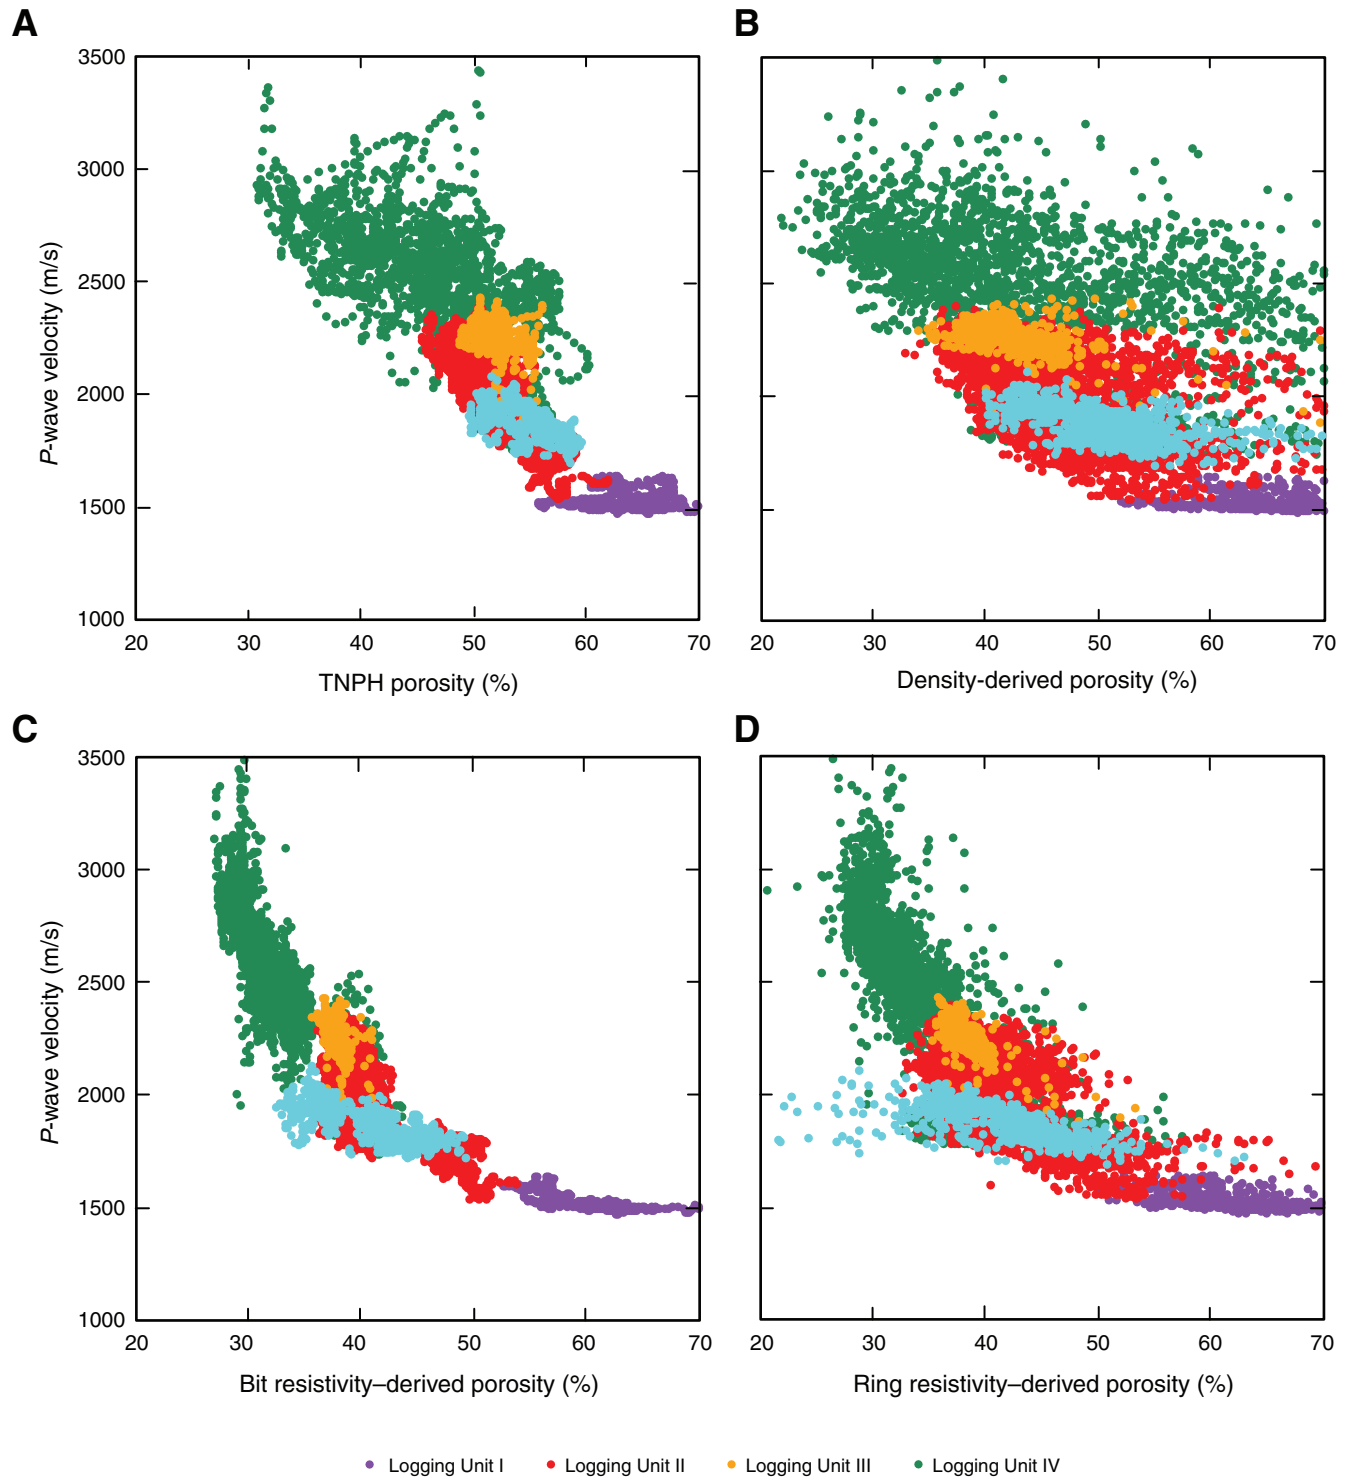 A
B
3500
3000
2500
2000
1500
1000
P-wave velocity (m/s)
20 30 40 50 60 70
20 30 40 50 60 70
TNPH porosity (%)
Density-derived porosity (%)
C
D
3500
3000
2500
2000
1500
1000
P-wave velocity (m/s)
20 30 40 50 60 70
20 30 40 50 60 70
Bit resistivity–derived porosity (%)
Ring resistivity–derived porosity (%)
Logging Unit I Logging Unit II Logging Unit III Logging Unit IV